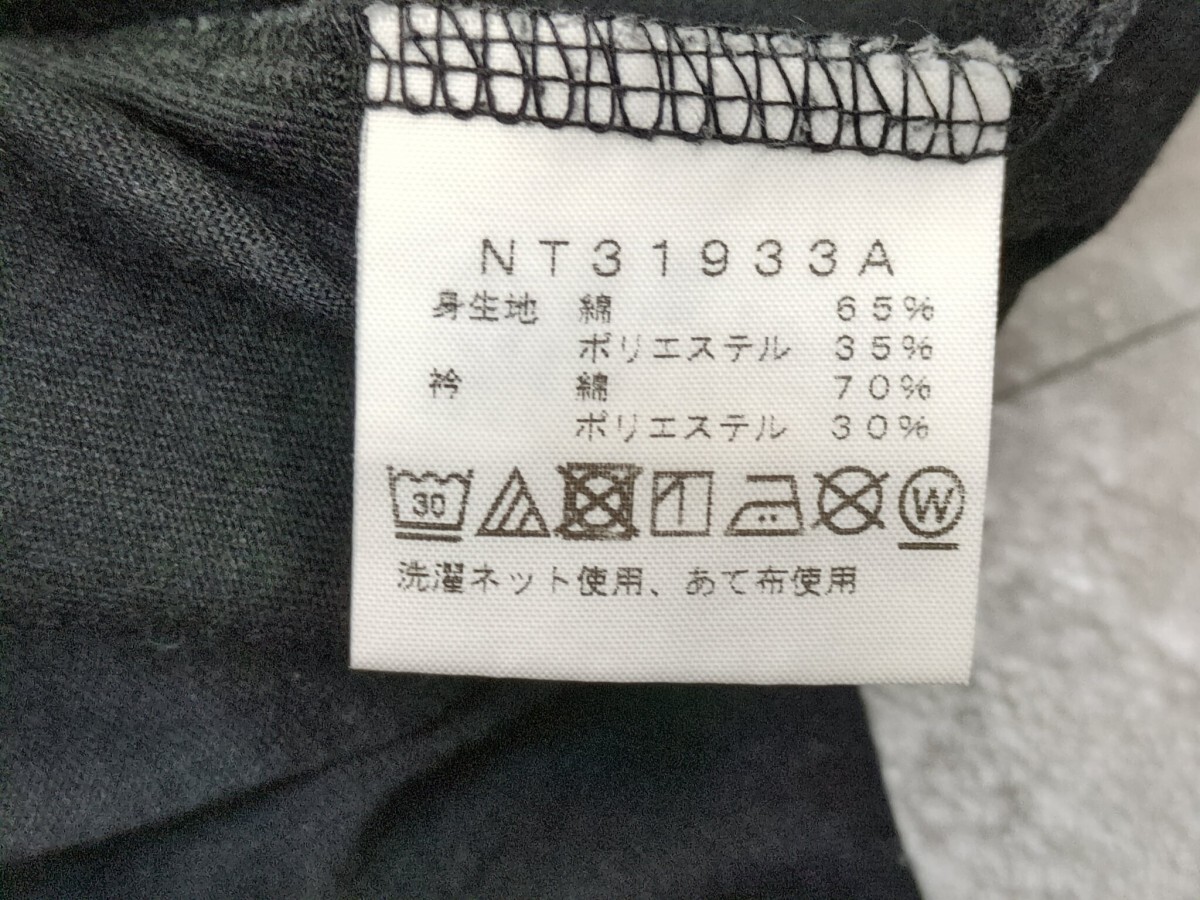 NT31933A
身生地 綿 65%
ポリエステル 35%
衿 綿 70%
ポリエステル 30%
30 W
洗濯ネット使用、あて布使用